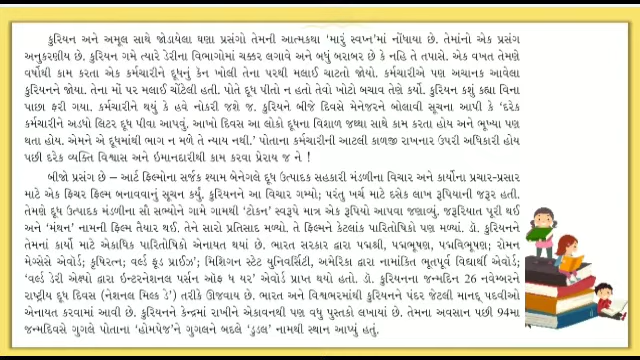 કુરિયન અને અમૂલ સાથે જોડાયેલા ઘણા પ્રસંગો તેમની આત્મકથા ‘મારું સ્વપ્ન’માં નોંધાયા છે. તેમાંનો એક પ્રસંગ
અનુકરણીય છે. કુરિયન ગમે ત્યારે ડેરીના વિભાગોમાં ચક્કર લગાવે અને બધું બરાબર છે કે નહિ તે તપાસે. એક વખત તેમણે
વર્ષોથી કામ કરતા એક કર્મચારીને દૂધનું કેન ખોલી તેના પરથી મલાઈ ચાટતો જોયો. કર્મચારીએ પણ અચાનક આવેલા
કુરિયનને જોયા. તેના મોં પર મલાઈ ચોંટેલી હતી. પોતે દૂધ પીતો ન હતો તેવો ખોટો બચાવ તેણે કર્યો. કુરિયન કશું કહ્યા વિના
પાછા ફરી ગયા. કર્મચારીને થયું કે હવે નોકરી જશે જ. કુરિયને બીજે દિવસે મેનેજરને બોલાવી સૂચના આપી કે ‘દરેક
કર્મચારીને અડધો લિટર દૂધ પીવા આપવું. આખો દિવસ આ લોકો દૂધના વિશાળ જથ્થા સાથે કામ કરતા હોય અને ભૂખ્યા પણ
થતા હોય. એમને એ દૂધમાંથી ભાગ ન મળે તે ન્યાય નથી.’ પોતાના કર્મચારીની આટલી કાળજી રાખનાર ઉપરી અધિકારી હોય
પછી દરેક વ્યક્તિ વિશ્વાસ અને ઇમાનદારીથી કામ કરવા પ્રેરાય જ ને !
બીજો પ્રસંગ છે – આર્ટ ફિલ્મોના સર્જક શ્યામ બેનેગલે દૂધ ઉત્પાદક સહકારી મંડળીના વિચાર અને કાર્યોના પ્રચાર-પ્રસાર
માટે એક ફિચર ફિલ્મ બનાવવાનું સૂચન કર્યું. કુરિયનને આ વિચાર ગમ્યો; પરંતુ ખર્ચ માટે દસેક લાખ રૂપિયાની જરૂર હતી.
તેમણે દૂધ ઉત્પાદક મંડળીના સૌ સભ્યોને ગામે ગામથી ‘ટોકન’ સ્વરૂપે માત્ર એક રૂપિયો આપવા જણાવ્યું. જરૂરિયાત પૂરી થઈ
અને ‘મંથન’ નામની ફિલ્મ તૈયાર થઈ. તેને સારો પ્રતિસાદ મળ્યો. તે ફિલ્મને કેટલાંક પારિતોષિકો પણ મળ્યાં. ડૉ. કુરિયનને
તેમનાં કાર્યો માટે એકાધિક પારિતોષિકો એનાયત થયાં છે. ભારત સરકાર દ્વારા પદ્મશ્રી, પદ્મભૂષણ, પદ્મવિભૂષણ; રોમન
મેગ્સેસે એવોર્ડ; કૃષિરત્ન; વર્લ્ડ ફૂડ પ્રાઈઝ; મિશિગન સ્ટેટ યુનિવર્સિટી, અમેરિકા દ્વારા નામાંકિત ભૂતપૂર્વ વિદ્યાર્થી એવોર્ડ;
‘વર્લ્ડ ડેરી એક્સ્પો દ્વારા ઇન્ટરનેશનલ પર્સન ઑફ ધ યર’ એવોર્ડ પ્રાપ્ત થયો હતો. ડૉ. કુરિયનના જન્મદિન 26 નવેમ્બરને
રાષ્ટ્રીય દૂધ દિવસ (નેશનલ મિલ્ક ડે) તરીકે ઊજવાય છે. ભારત અને વિશ્વભરમાંથી કુરિયનને પંદર જેટલી માનદ્ પદવીઓ
એનાયત કરવામાં આવી છે. કુરિયનને કેન્દ્રમાં રાખીને એકાવનથી પણ વધુ પુસ્તકો લખાયાં છે. તેમના અવસાન પછી 94મા
જન્મદિવસે ગુગલે પોતાના ‘હોમપેજ’ને ગુગલને બદલે ‘ડુડલ’ નામથી સ્થાન આપ્યું હતું.